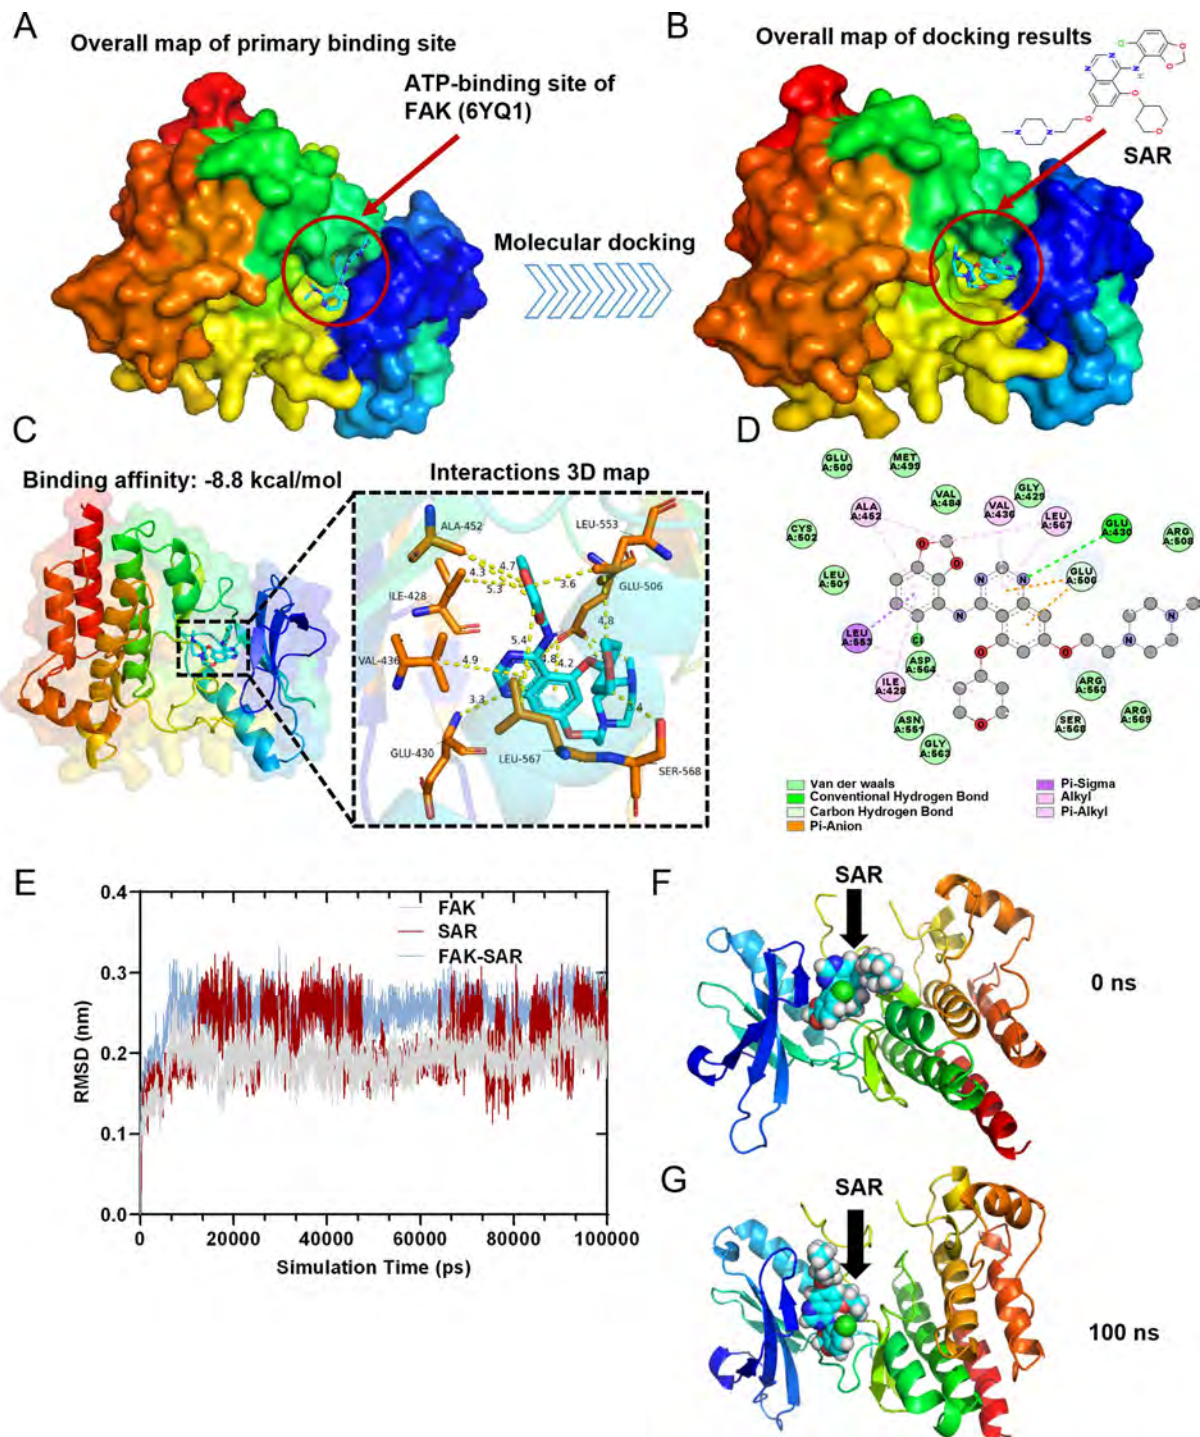 A
Overall map of primary binding site
ATP-binding site of
FAK (6YQ1)
Molecular docking
B
Overall map of docking results
SAR
C
Binding affinity: -8.8 kcal/mol
Interactions 3D map
ALA-452
LEU-553
ILE-428
GLU-506
VAL-436
GLU-430
LEU-567
SER-568
4.3
4.7
5.3
3.6
4.8
5.4
4.8
4.2
4.9
3.3
3.4
D
GLU
A:500
MET
A:499
ALA
A:452
VAL
A:484
VAL
A:436
GLY
A:429
LEU
A:567
GLU
A:430
ARG
A:508
CYS
A:502
LEU
A:501
GLU
A:506
LEU
A:553
ASP
A:564
ILE
A:428
ASN
A:551
GLY
A:563
SER
A:568
ARG
A:550
ARG
A:569
Van der waals
Conventional Hydrogen Bond
Carbon Hydrogen Bond
Pi-Anion
Pi-Sigma
Alkyl
Pi-Alkyl
E
FAK
SAR
FAK-SAR
RMSD (nm)
0.4
0.3
0.2
0.1
0.0
0
20000
40000
60000
80000
100000
Simulation Time (ps)
F
SAR
0 ns
G
SAR
100 ns